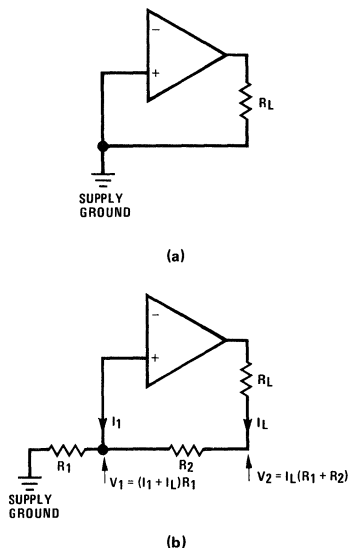 −
+
RL
SUPPLY
GROUND
(a)
−
+
RL
I1
IL
R1
R2
V1 = (I1 + IL)R1
V2 = IL(R1 + R2)
SUPPLY
GROUND
(b)